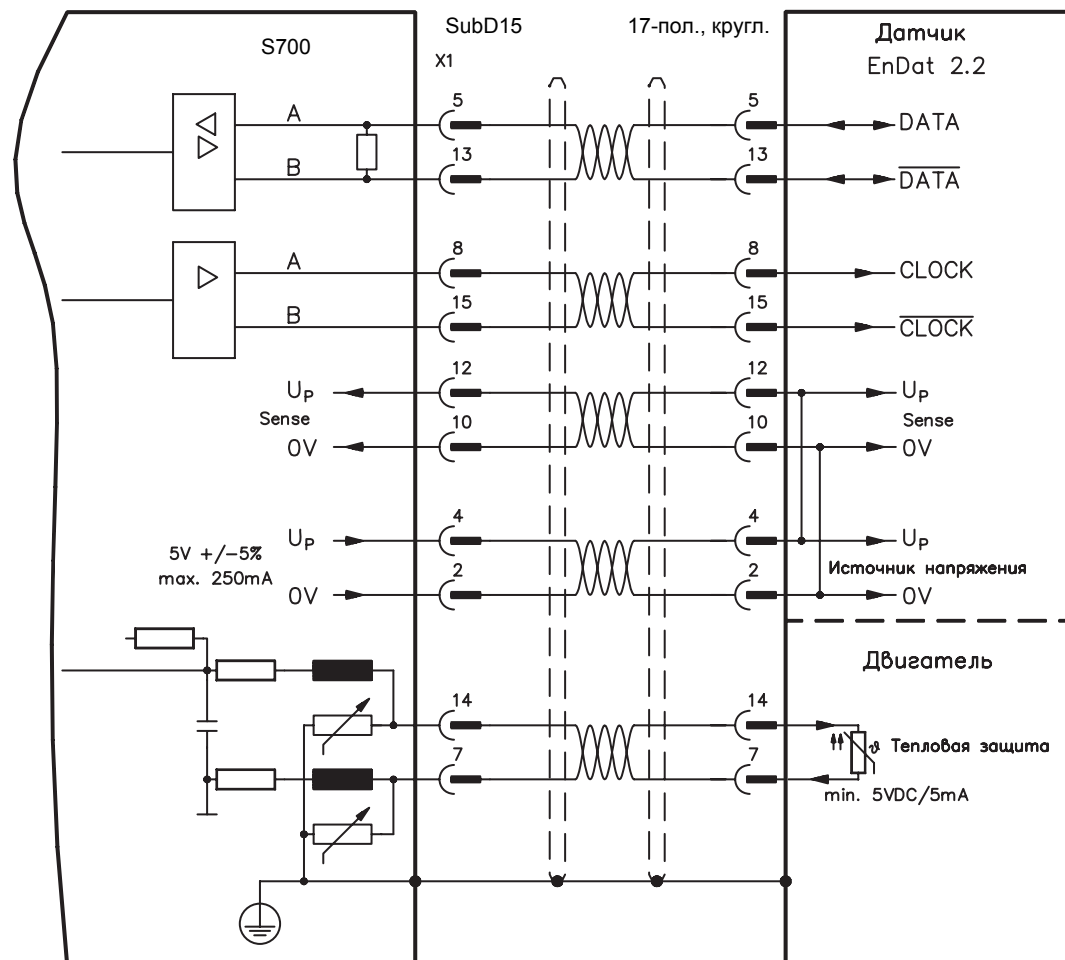 S700
SubD15
17-пол., кругл.
Датчик
EnDat 2.2
X1
A
5
5
DATA
B
13
13
DATA
A
8
8
CLOCK
B
15
15
CLOCK
UP
12
12
UP
Sense
Sense
0V
10
10
0V
5V +/-5%
max. 250mA
UP
4
4
UP
Источник напряжения
0V
2
2
0V
Двигатель
14
14
7
7
ϑ Тепловая защита
min. 5VDC/5mA